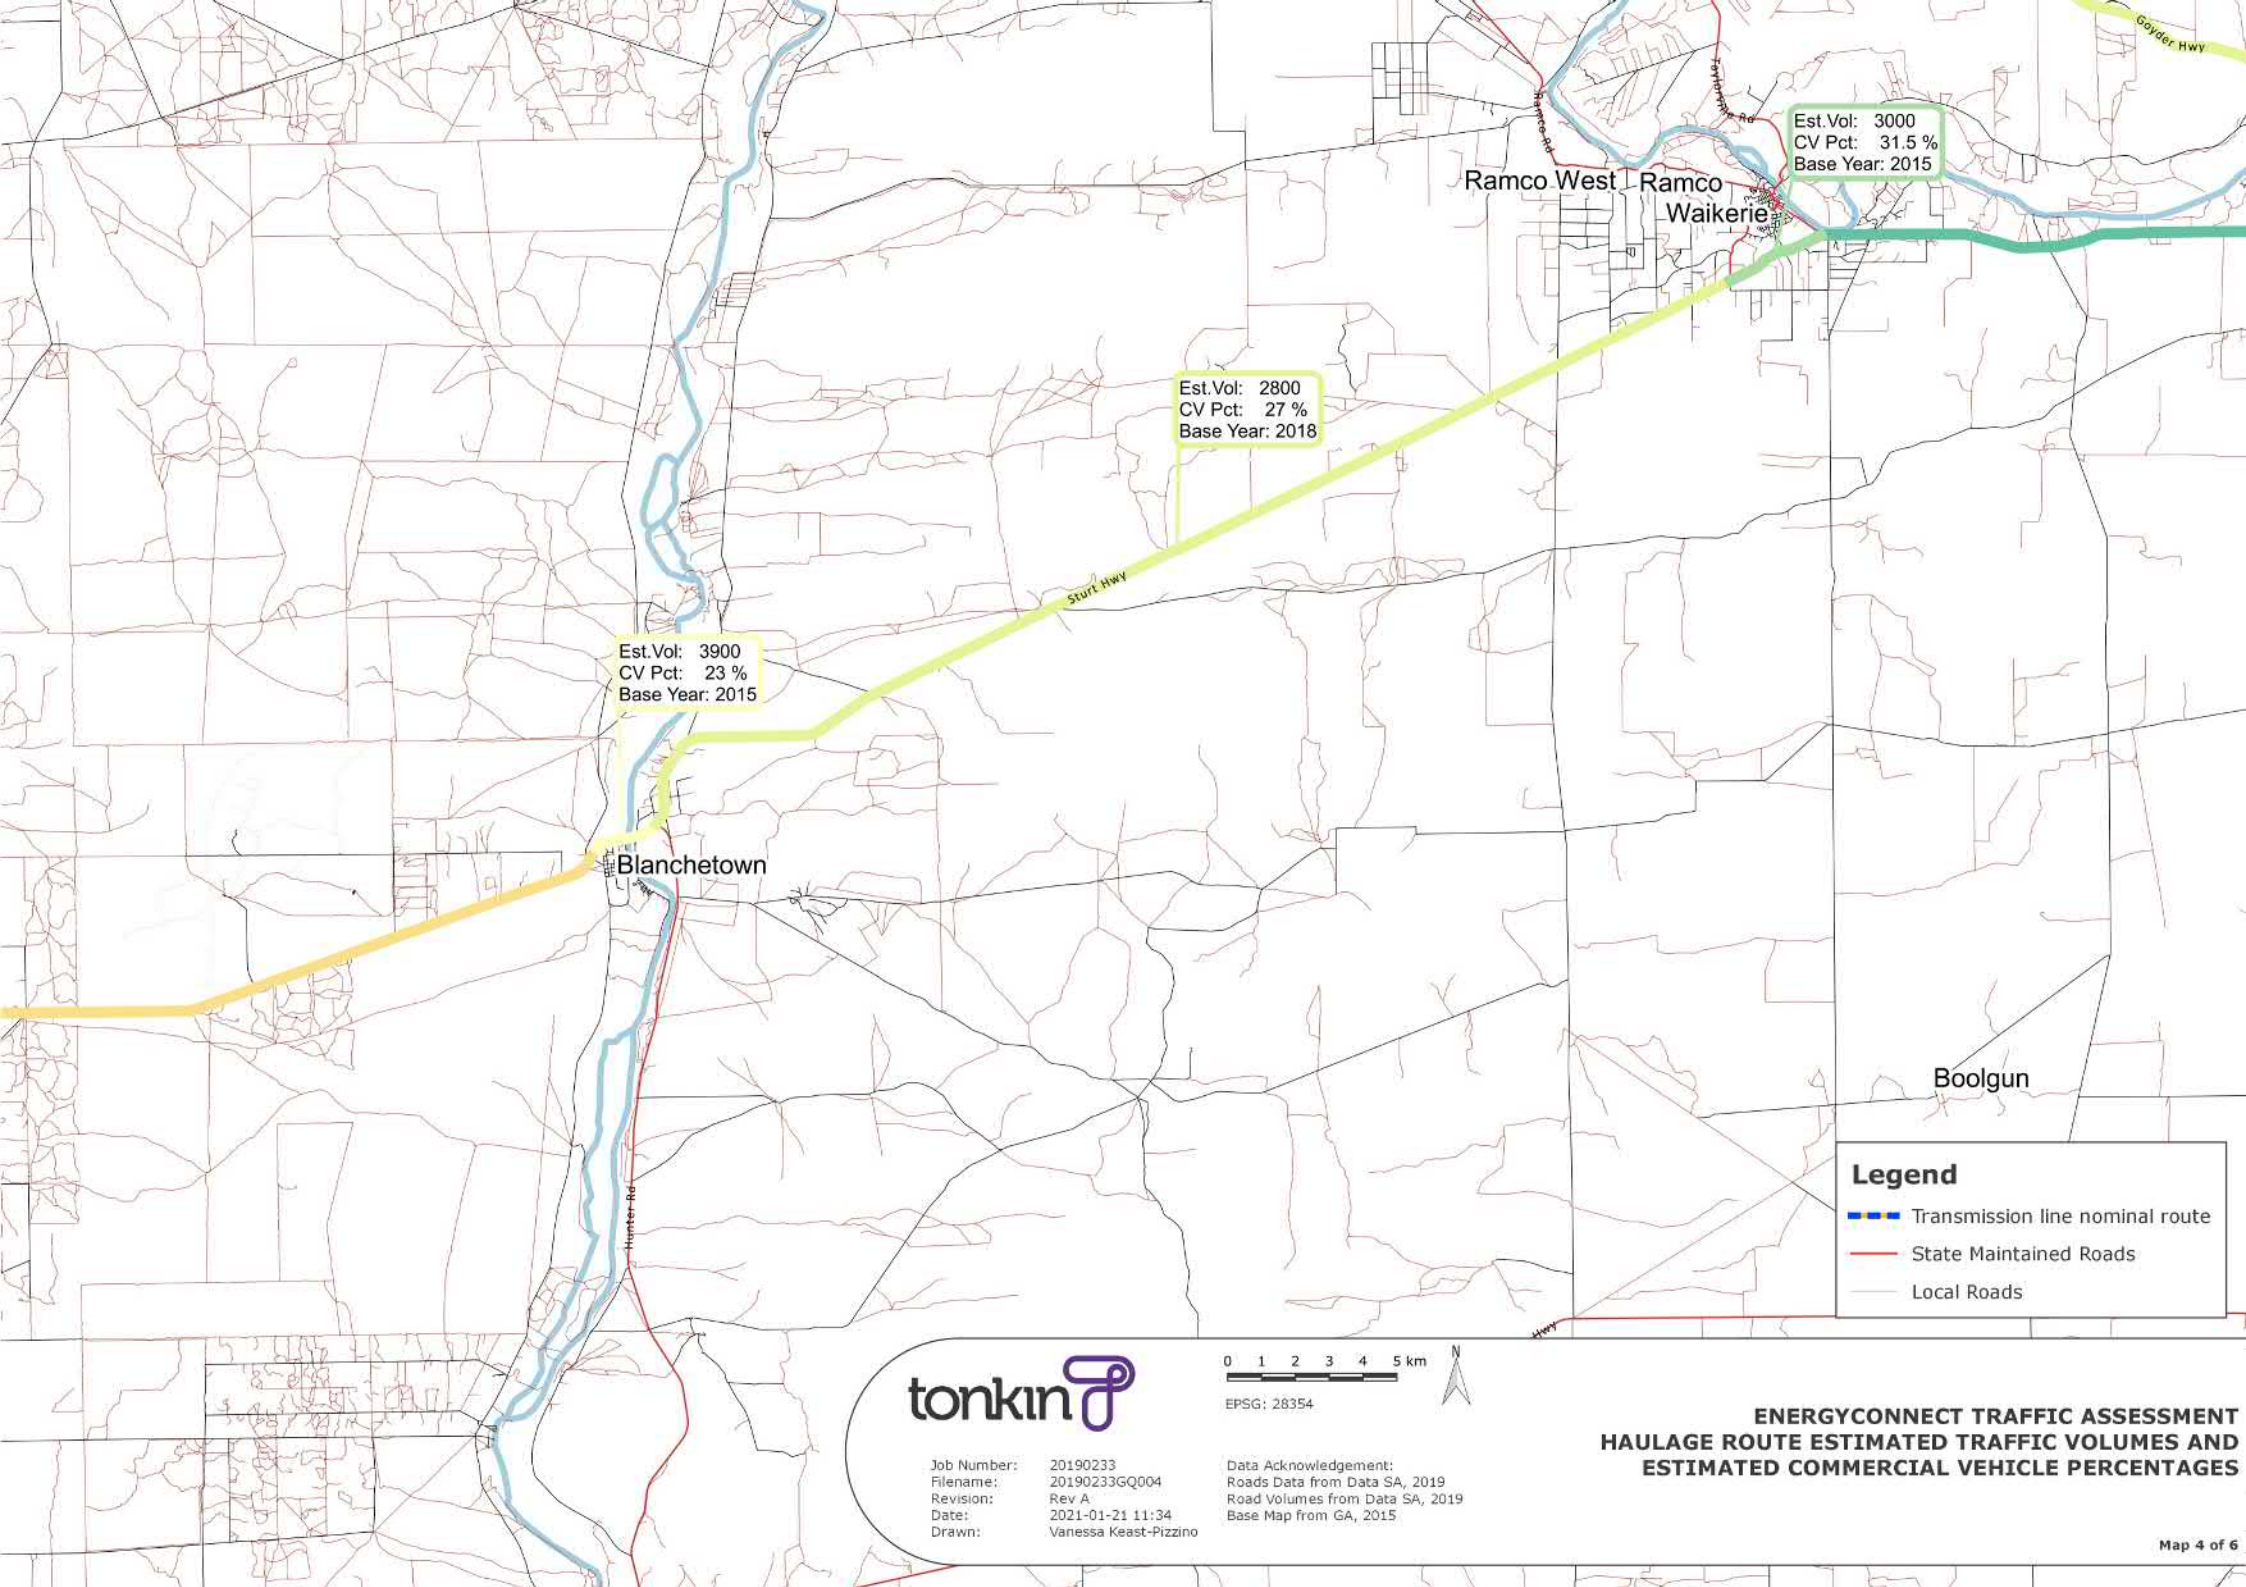 Goyder Hwy
Taylorville Rd
Ramco Rd
Est.Vol: 3000
CV Pct: 31.5 %
Base Year: 2015
Ramco West
Ramco
Waikerie
Est.Vol: 2800
CV Pct: 27 %
Base Year: 2018
Sturt Hwy
Est.Vol: 3900
CV Pct: 23 %
Base Year: 2015
Blanchetown
Boolgun
Hunter Rd
Hwy
Legend
Transmission line nominal route
State Maintained Roads
Local Roads
tonkin
0 1 2 3 4 5 km
N
EPSG: 28354
Job Number: 20190233
Filename: 20190233GQ004
Revision: Rev A
Date: 2021-01-21 11:34
Drawn: Vanessa Keast-Pizzino
Data Acknowledgement:
Roads Data from Data SA, 2019
Road Volumes from Data SA, 2019
Base Map from GA, 2015
ENERGYCONNECT TRAFFIC ASSESSMENT
HAULAGE ROUTE ESTIMATED TRAFFIC VOLUMES AND
ESTIMATED COMMERCIAL VEHICLE PERCENTAGES
Map 4 of 6